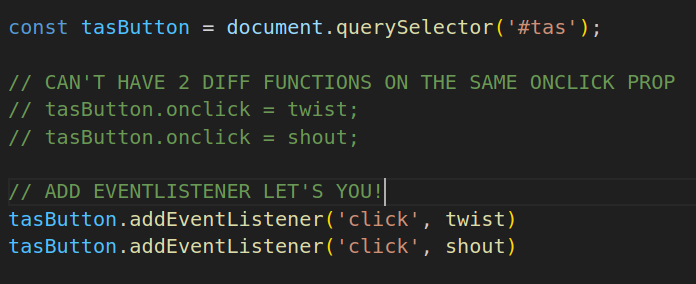 const tasButton = document.querySelector('#tas');
// CAN'T HAVE 2 DIFF FUNCTIONS ON THE SAME ONCLICK PROP
// tasButton.onclick = twist;
// tasButton.onclick = shout;
// ADD EVENTLISTENER LET'S YOU!
tasButton.addEventListener('click', twist)
tasButton.addEventListener('click', shout)